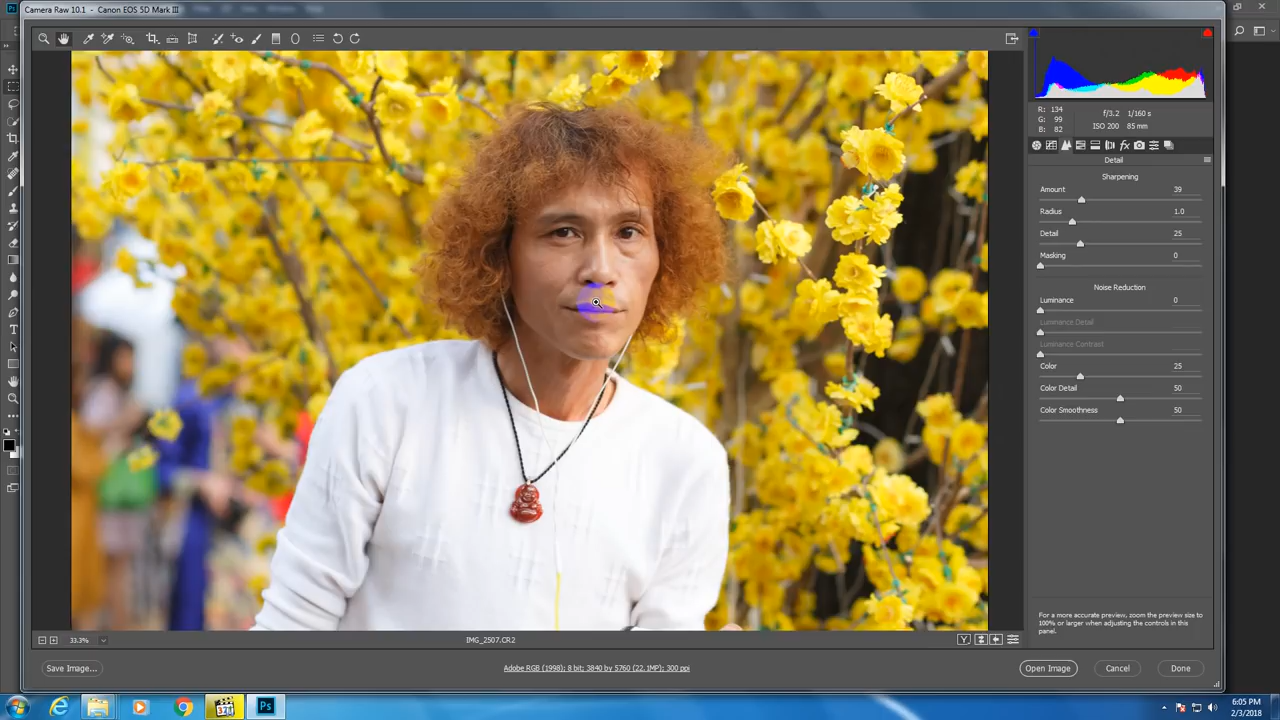 Camera Raw 10.1 - Canon EOS 5D Mark III
R: 134
G: 99
B: 82
f/3.2 1/160 s
ISO 200 85 mm
Detail
Sharpening
Amount 39
Radius 1.0
Detail 25
Masking 0
Noise Reduction
Luminance 0
Luminance Detail
Luminance Contrast
Color 25
Color Detail 50
Color Smoothness 50
For a more accurate preview, zoom the preview size to
100% or larger when adjusting the controls in this
panel.
33.3%
IMG_2507.CR2
Y
Save Image...
Adobe RGB (1998); 8 bit; 3840 by 5760 (22.1MP); 300 ppi
Open Image
Cancel
Done
Ps
6:05 PM
2/3/2018